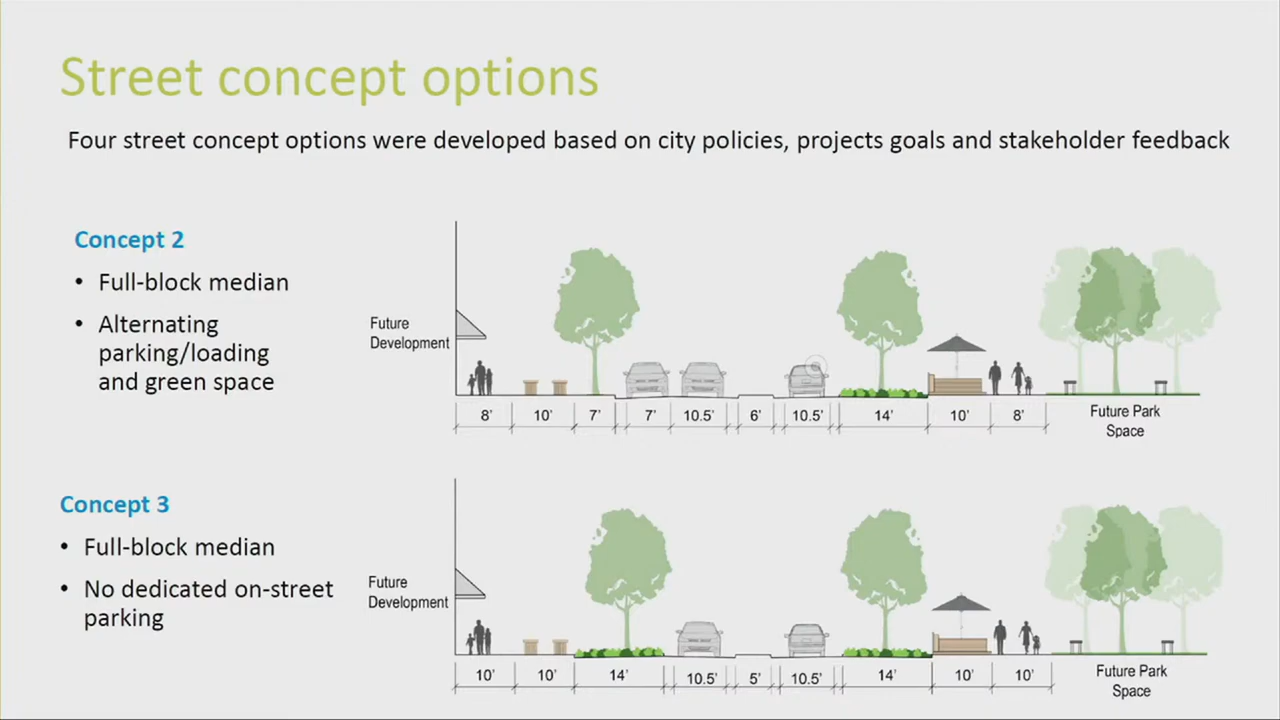 Street concept options
Four street concept options were developed based on city policies, projects goals and stakeholder feedback
Concept 2
• Full-block median
• Alternating
parking/loading
and green space
Future
Development
8' 10' 7' 7' 10.5' 6' 10.5' 14' 10' 8'
Future Park
Space
Concept 3
• Full-block median
• No dedicated on-street
parking
Future
Development
10' 10' 14' 10.5' 5' 10.5' 14' 10' 10'
Future Park
Space